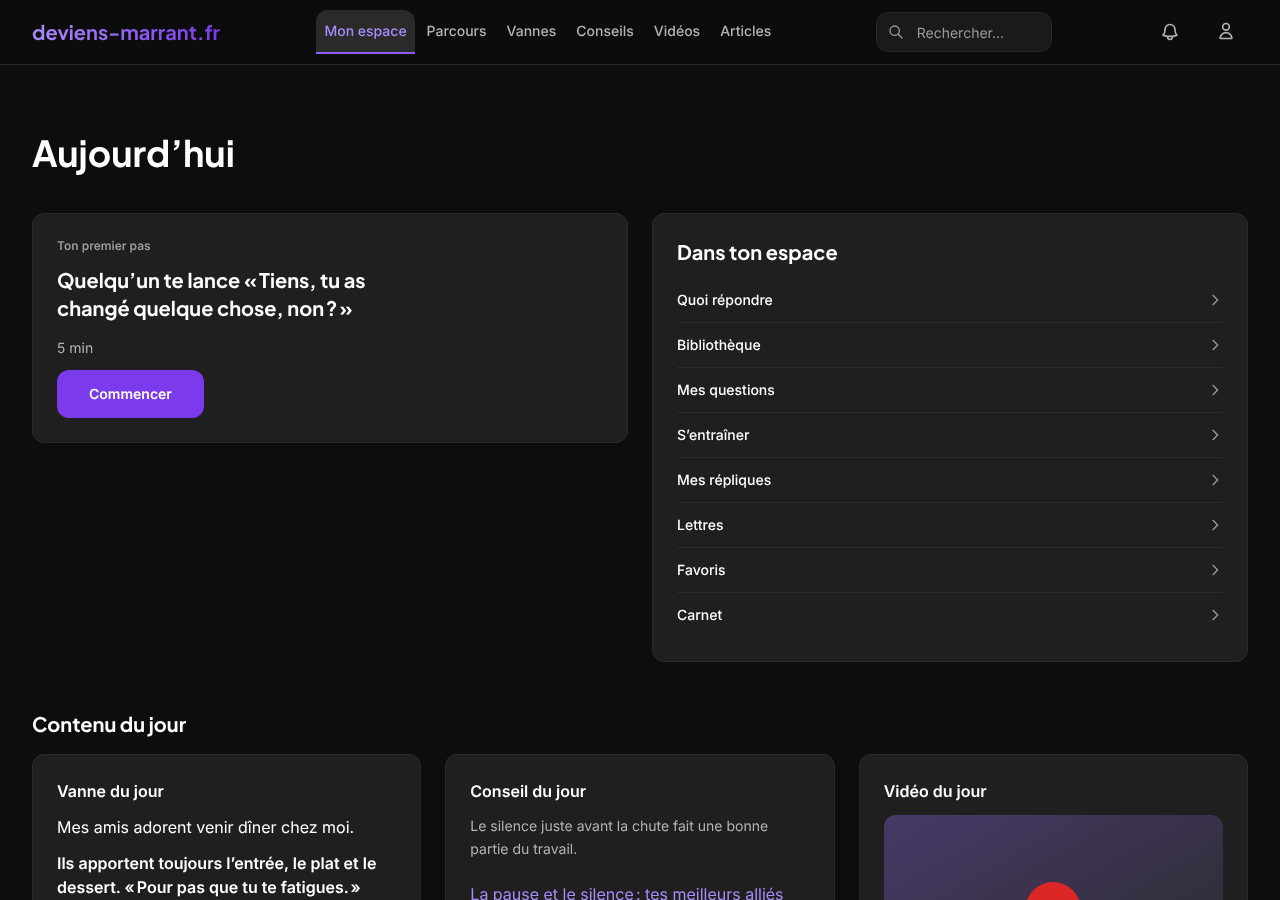 deviens-marrant.fr
Mon espace
Parcours
Vannes
Conseils
Vidéos
Articles
Rechercher...
Aujourd’hui
Ton premier pas
Quelqu’un te lance « Tiens, tu as
changé quelque chose, non ? »
5 min
Commencer
Dans ton espace
Quoi répondre
Bibliothèque
Mes questions
S’entraîner
Mes répliques
Lettres
Favoris
Carnet
Contenu du jour
Vanne du jour
Mes amis adorent venir dîner chez moi.
Ils apportent toujours l’entrée, le plat et le
dessert. « Pour pas que tu te fatigues. »
Conseil du jour
Le silence juste avant la chute fait une bonne
partie du travail.
La pause et le silence : tes meilleurs alliés
Vidéo du jour